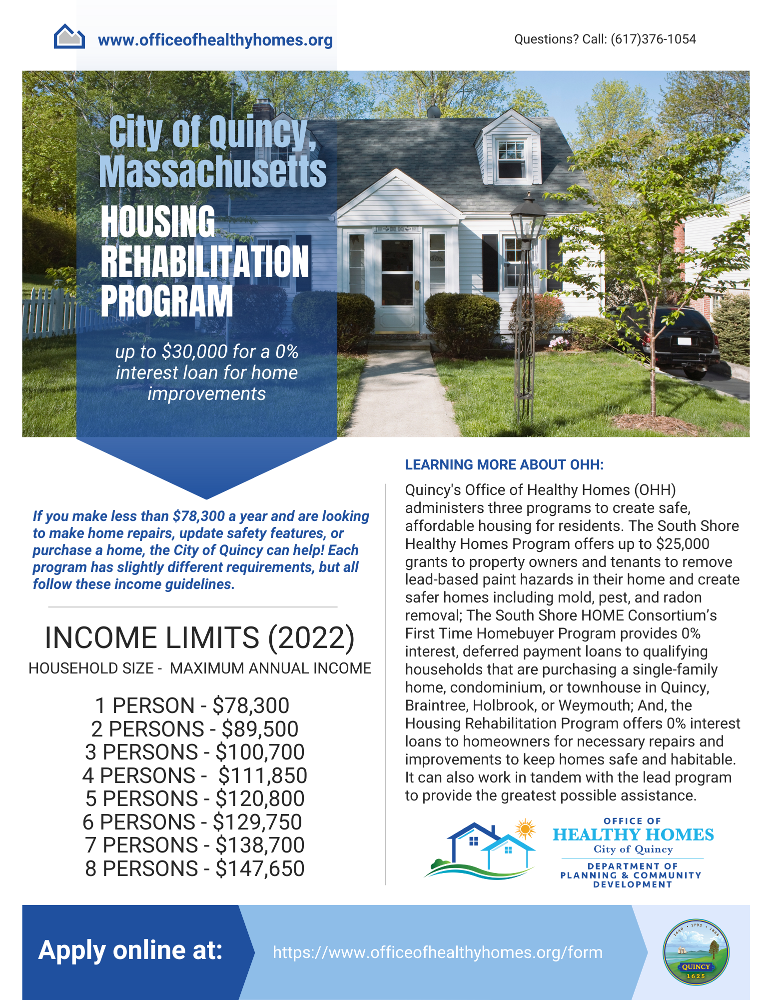 www.officeofhealthyhomes.org
Questions? Call: (617)376-1054
City of Quincy,
Massachusetts
HOUSING
REHABILITATION
PROGRAM
up to $30,000 for a 0%
interest loan for home
improvements
If you make less than $78,300 a year and are looking
to make home repairs, update safety features, or
purchase a home, the City of Quincy can help! Each
program has slightly different requirements, but all
follow these income guidelines.
INCOME LIMITS (2022)
HOUSEHOLD SIZE - MAXIMUM ANNUAL INCOME
1 PERSON - $78,300
2 PERSONS - $89,500
3 PERSONS - $100,700
4 PERSONS - $111,850
5 PERSONS - $120,800
6 PERSONS - $129,750
7 PERSONS - $138,700
8 PERSONS - $147,650
LEARNING MORE ABOUT OHH:
Quincy's Office of Healthy Homes (OHH)
administers three programs to create safe,
affordable housing for residents. The South Shore
Healthy Homes Program offers up to $25,000
grants to property owners and tenants to remove
lead-based paint hazards in their home and create
safer homes including mold, pest, and radon
removal; The South Shore HOME Consortium’s
First Time Homebuyer Program provides 0%
interest, deferred payment loans to qualifying
households that are purchasing a single-family
home, condominium, or townhouse in Quincy,
Braintree, Holbrook, or Weymouth; And, the
Housing Rehabilitation Program offers 0% interest
loans to homeowners for necessary repairs and
improvements to keep homes safe and habitable.
It can also work in tandem with the lead program
to provide the greatest possible assistance.
OFFICE OF
HEALTHY HOMES
City of Quincy
DEPARTMENT OF
PLANNING & COMMUNITY
DEVELOPMENT
Apply online at:
https://www.officeofhealthyhomes.org/form
1640 • 1792 • 1888
QUINCY
1625